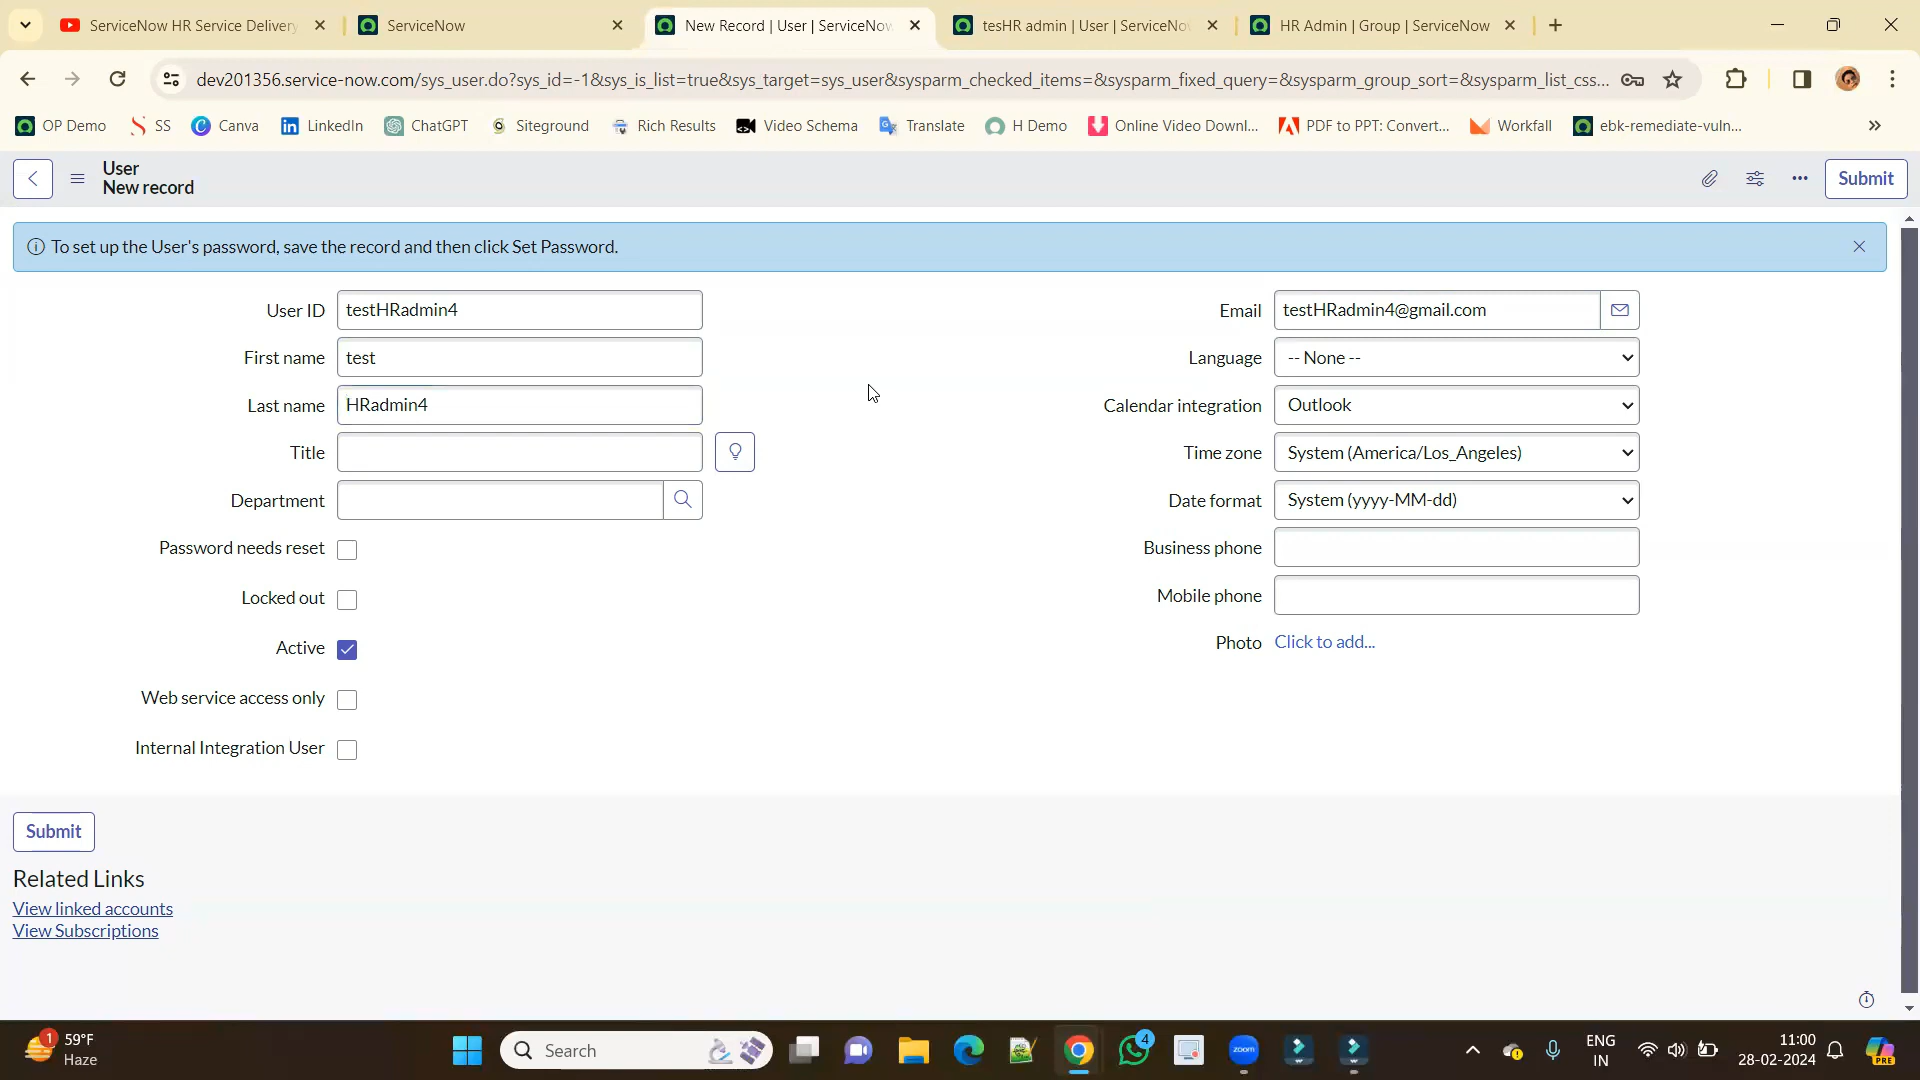 ServiceNow HR Service Delivery
ServiceNow
New Record | User | ServiceNow
tesHR admin | User | ServiceNo
HR Admin | Group | ServiceNow
dev201356.service-now.com/sys_user.do?sys_id=-1&sys_is_list=true&sys_target=sys_user&sysparm_checked_items=&sysparm_fixed_query=&sysparm_group_sort=&sysparm_list_css...
OP Demo
SS
Canva
LinkedIn
ChatGPT
Siteground
Rich Results
Video Schema
Translate
H Demo
Online Video Downl...
PDF to PPT: Convert...
Workfall
ebk-remediate-vuln...
User
New record
Submit
To set up the User's password, save the record and then click Set Password.
User ID testHRadmin4
First name test
Last name HRadmin4
Title
Department
Password needs reset
Locked out
Active
Web service access only
Internal Integration User
Email testHRadmin4@gmail.com
Language -- None --
Calendar integration Outlook
Time zone System (America/Los_Angeles)
Date format System (yyyy-MM-dd)
Business phone
Mobile phone
Photo Click to add...
Submit
Related Links
View linked accounts
View Subscriptions
1
59°F
Haze
Search
zoom
4
ENG
IN
11:00
28-02-2024
PRE